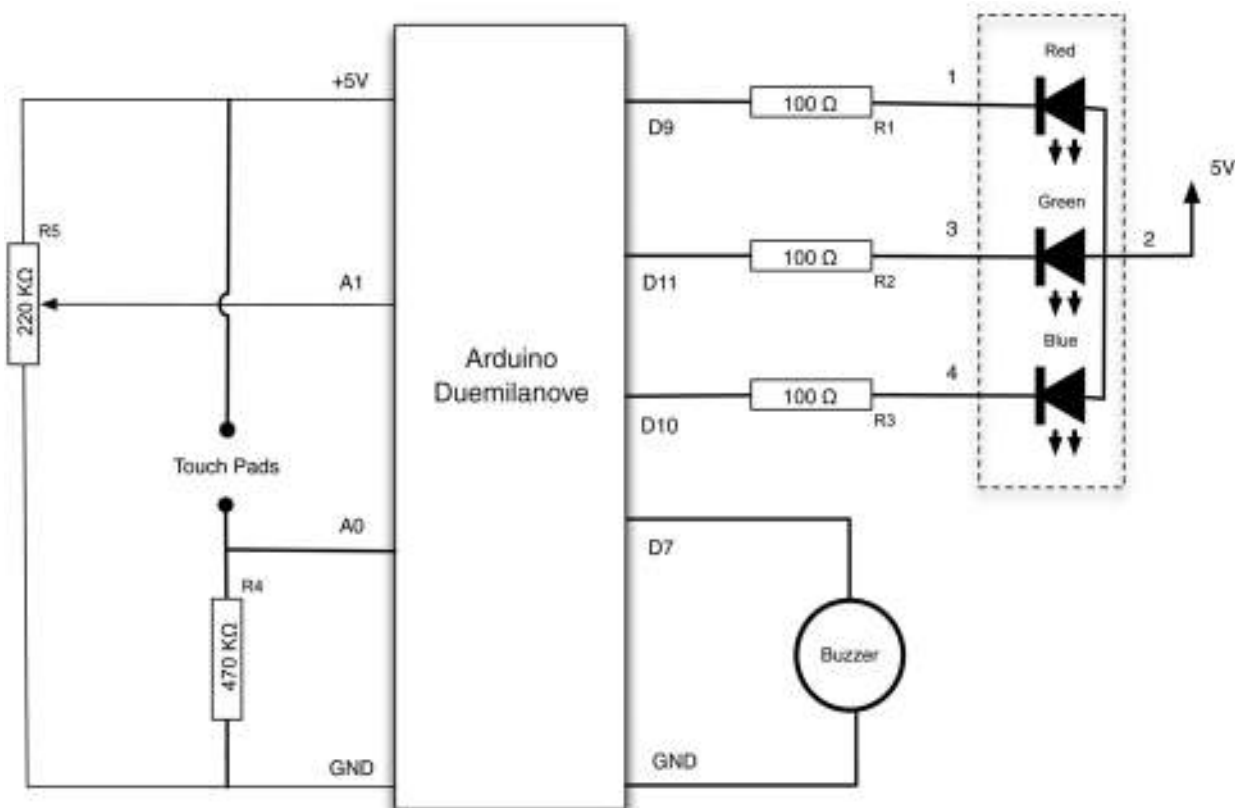 +5V
R5
220 KΩ
A1
Touch Pads
A0
R4
470 KΩ
GND
Arduino
Duemilanove
D9
100 Ω
R1
1
Red
D11
100 Ω
R2
3
Green
2
5V
D10
100 Ω
R3
4
Blue
D7
Buzzer
GND